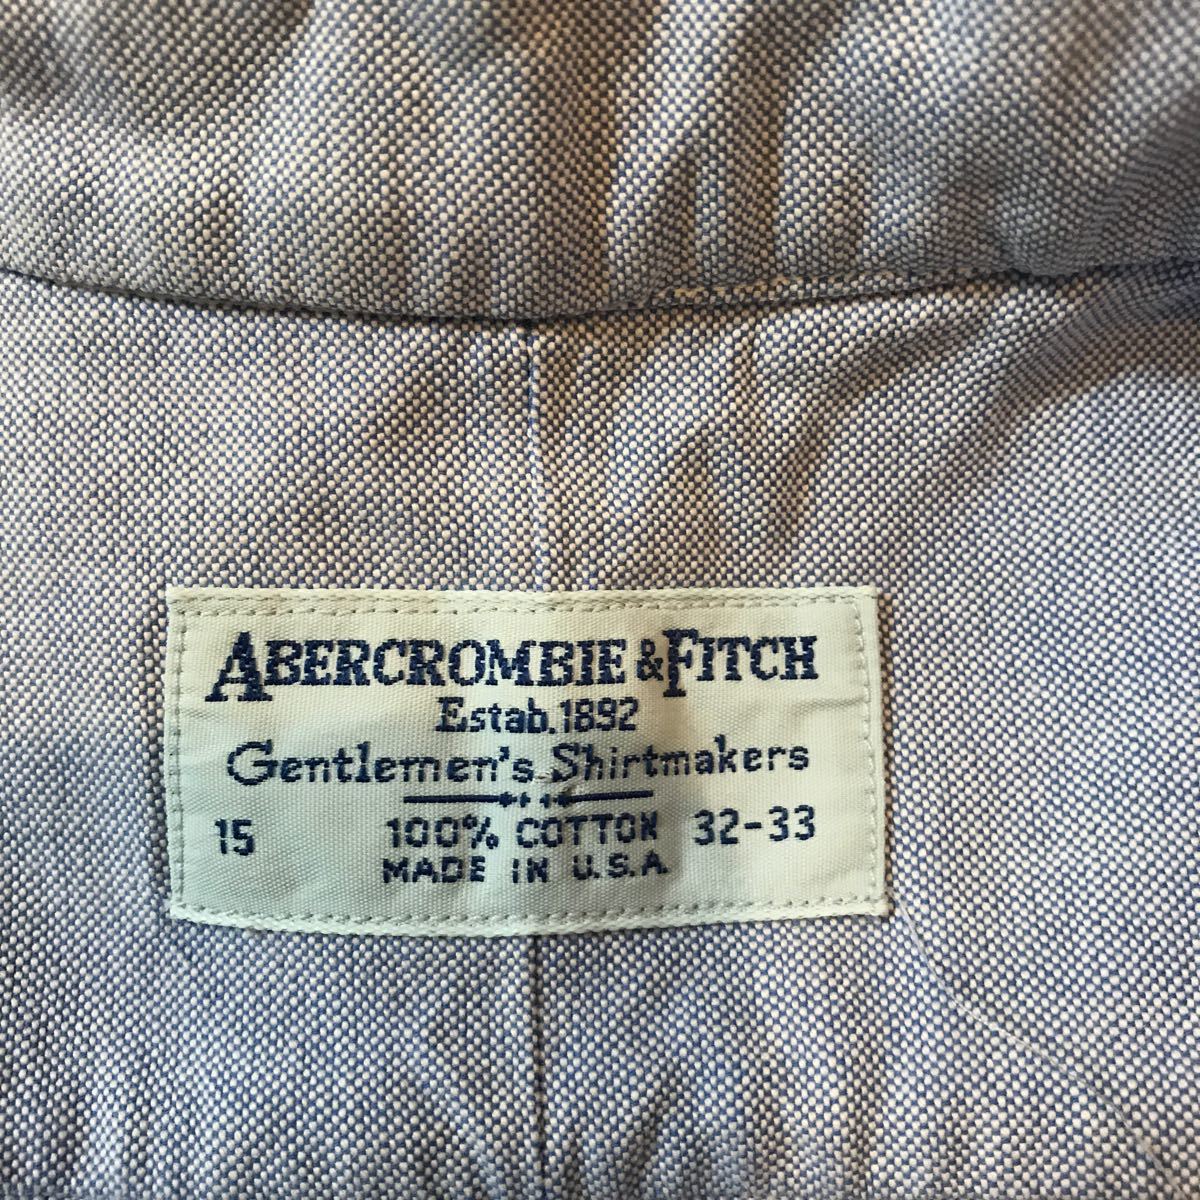 ABERCROMBIE & FITCH
Estab. 1892
Gentlemen's Shirtmakers
15 100% COTTON 32-33
MADE IN U.S.A.